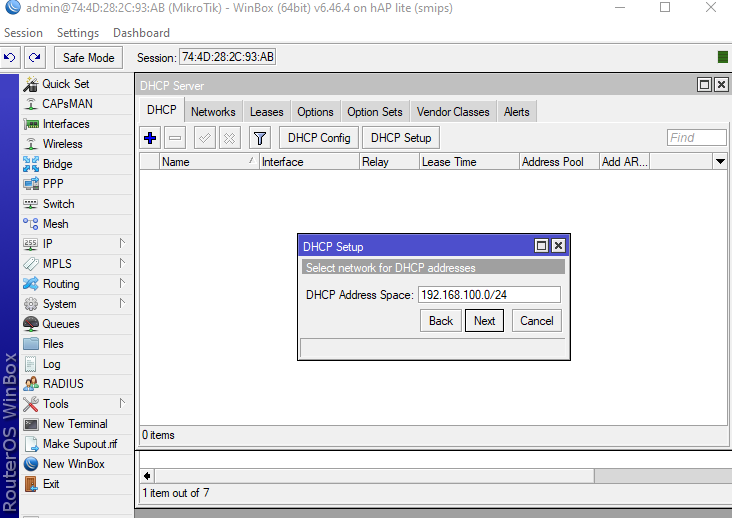 admin@74:4D:28:2C:93:AB (MikroTik) - WinBox (64bit) v6.46.4 on hAP lite (smips)
Session Settings Dashboard
Safe Mode Session: 74:4D:28:2C:93:AB
Quick Set
CAPsMAN
Interfaces
Wireless
Bridge
PPP
Switch
Mesh
IP
MPLS
Routing
System
Queues
Files
Log
RADIUS
Tools
New Terminal
Make Supout.rif
New WinBox
Exit
RouterOS WinBox
DHCP Server
DHCP Networks Leases Options Option Sets Vendor Classes Alerts
DHCP Config DHCP Setup Find
Name Interface Relay Lease Time Address Pool Add AR...
DHCP Setup
Select network for DHCP addresses
DHCP Address Space: 192.168.100.0/24
Back Next Cancel
0 items
1 item out of 7